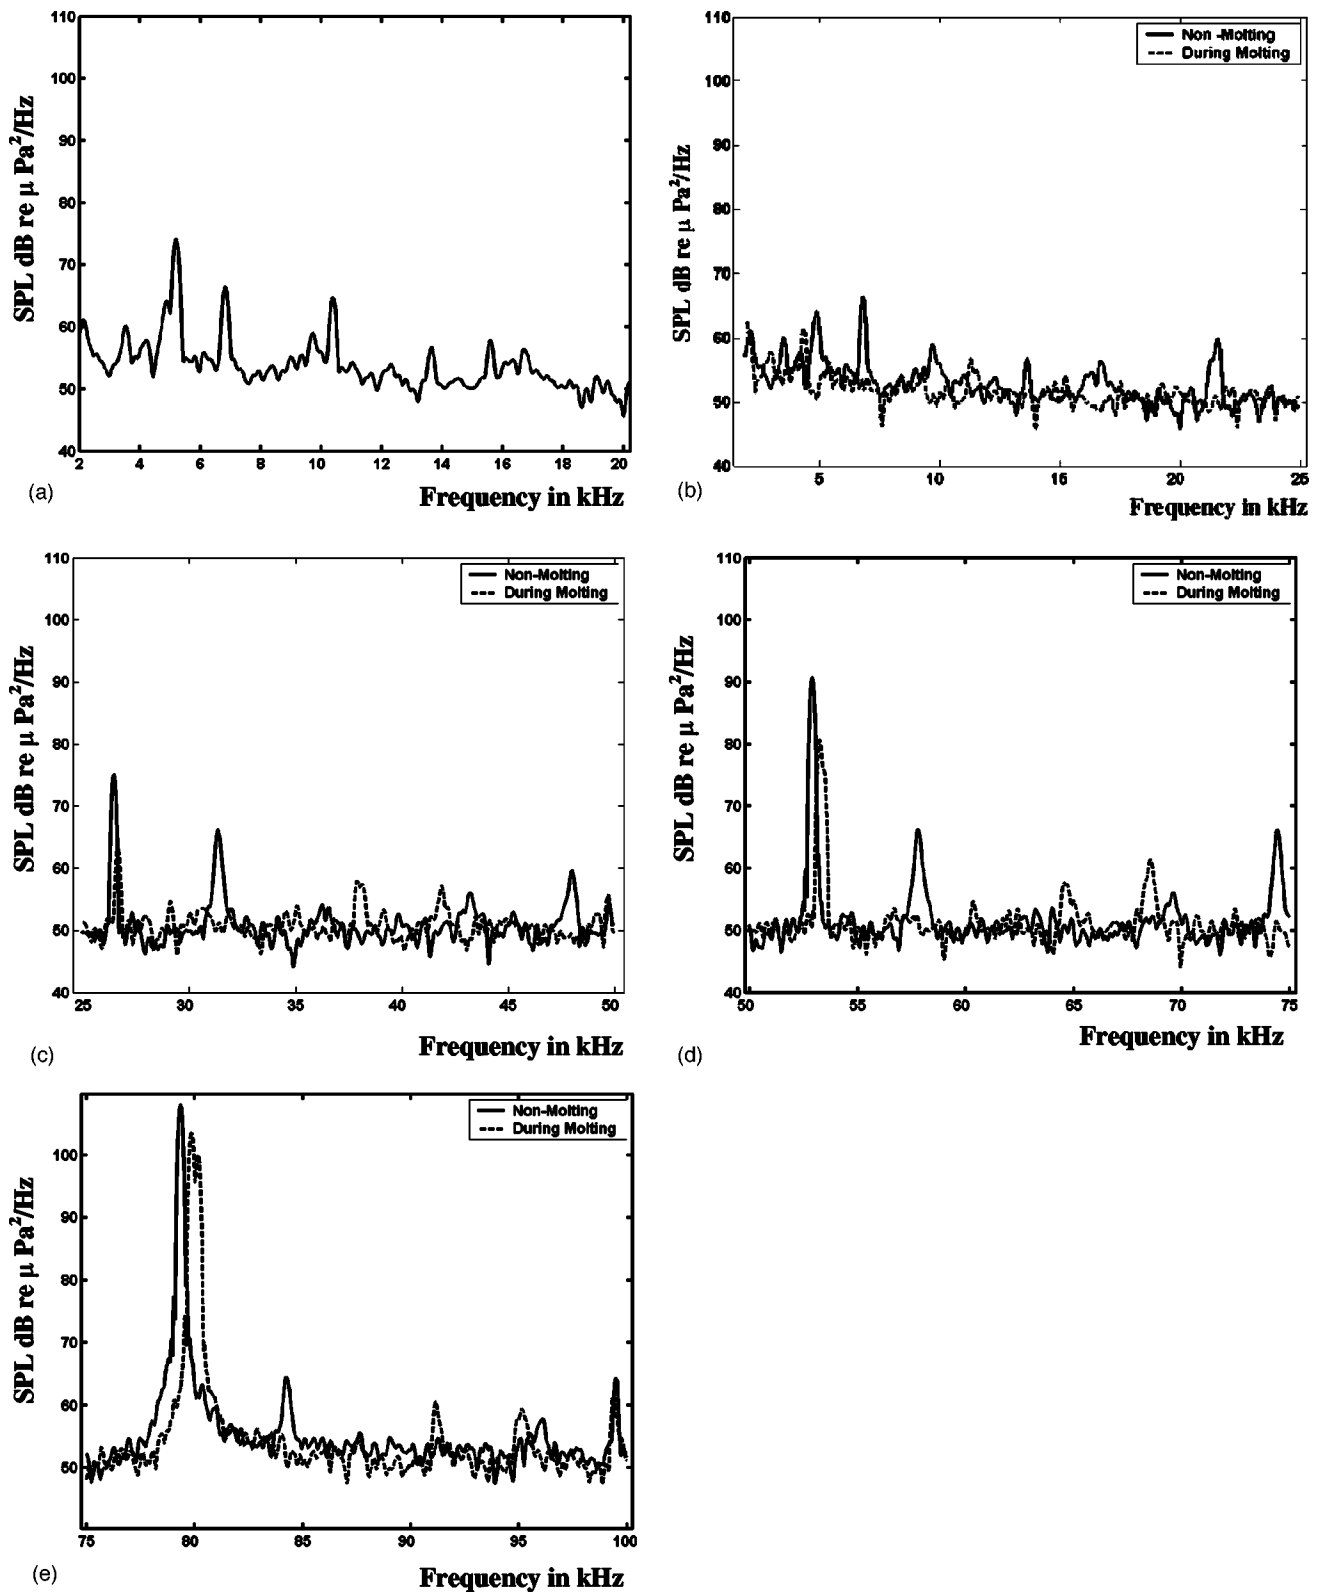 110
100
90
80
70
60
50
40
SPL dB re μ Pa²/Hz
2 4 6 8 10 12 14 16 18 20
Frequency in kHz
(a)
110
100
90
80
70
60
50
40
SPL dB re μ Pa²/Hz
Non -Molting
During Molting
5 10 15 20 25
Frequency in kHz
(b)
110
100
90
80
70
60
50
40
SPL dB re μ Pa²/Hz
Non-Molting
During Molting
25 30 35 40 45 50
Frequency in kHz
(c)
110
100
90
80
70
60
50
40
SPL dB re μ Pa²/Hz
Non-Molting
During Molting
50 55 60 65 70 75
Frequency in kHz
(d)
100
90
80
70
60
50
SPL dB re μ Pa²/Hz
Non-Molting
During Molting
75 80 85 90 95 100
Frequency in kHz
(e)